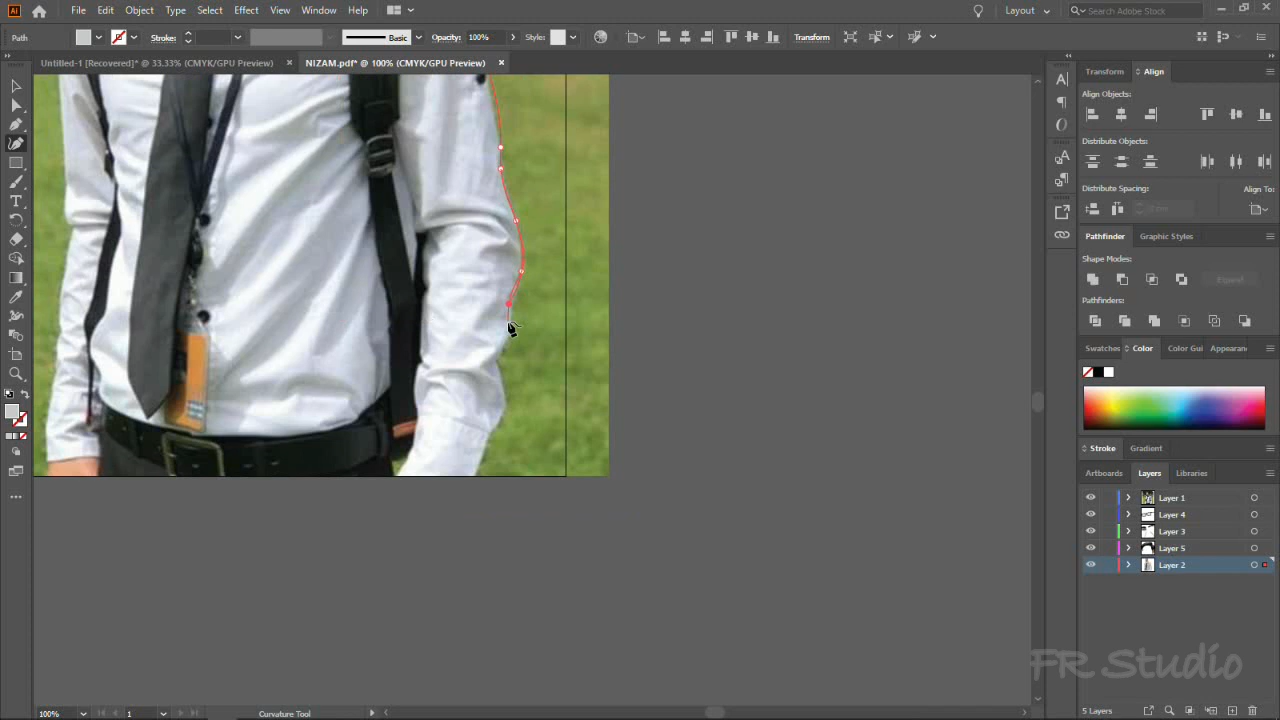 Ai File Edit Object Type Select Effect View Window Help Layout Search Adobe Stock
Path Stroke: Basic Opacity: 100% Style: Transform
Untitled-1 [Recovered]* @ 33.33% (CMYK/GPU Preview) × NIZAM.pdf* @ 100% (CMYK/GPU Preview) ×
Transform Align
Align Objects:
Distribute Objects:
Distribute Spacing: Align To:
Pathfinder Graphic Styles
Shape Modes:
Expand
Pathfinders:
Swatches Color Color Gui Appearanc
Stroke Gradient
Artboards Layers Libraries
Layer 1
Layer 4
Layer 3
Layer 5
Layer 2
FR Studio
100% 1 Curvature Tool 5 Layers